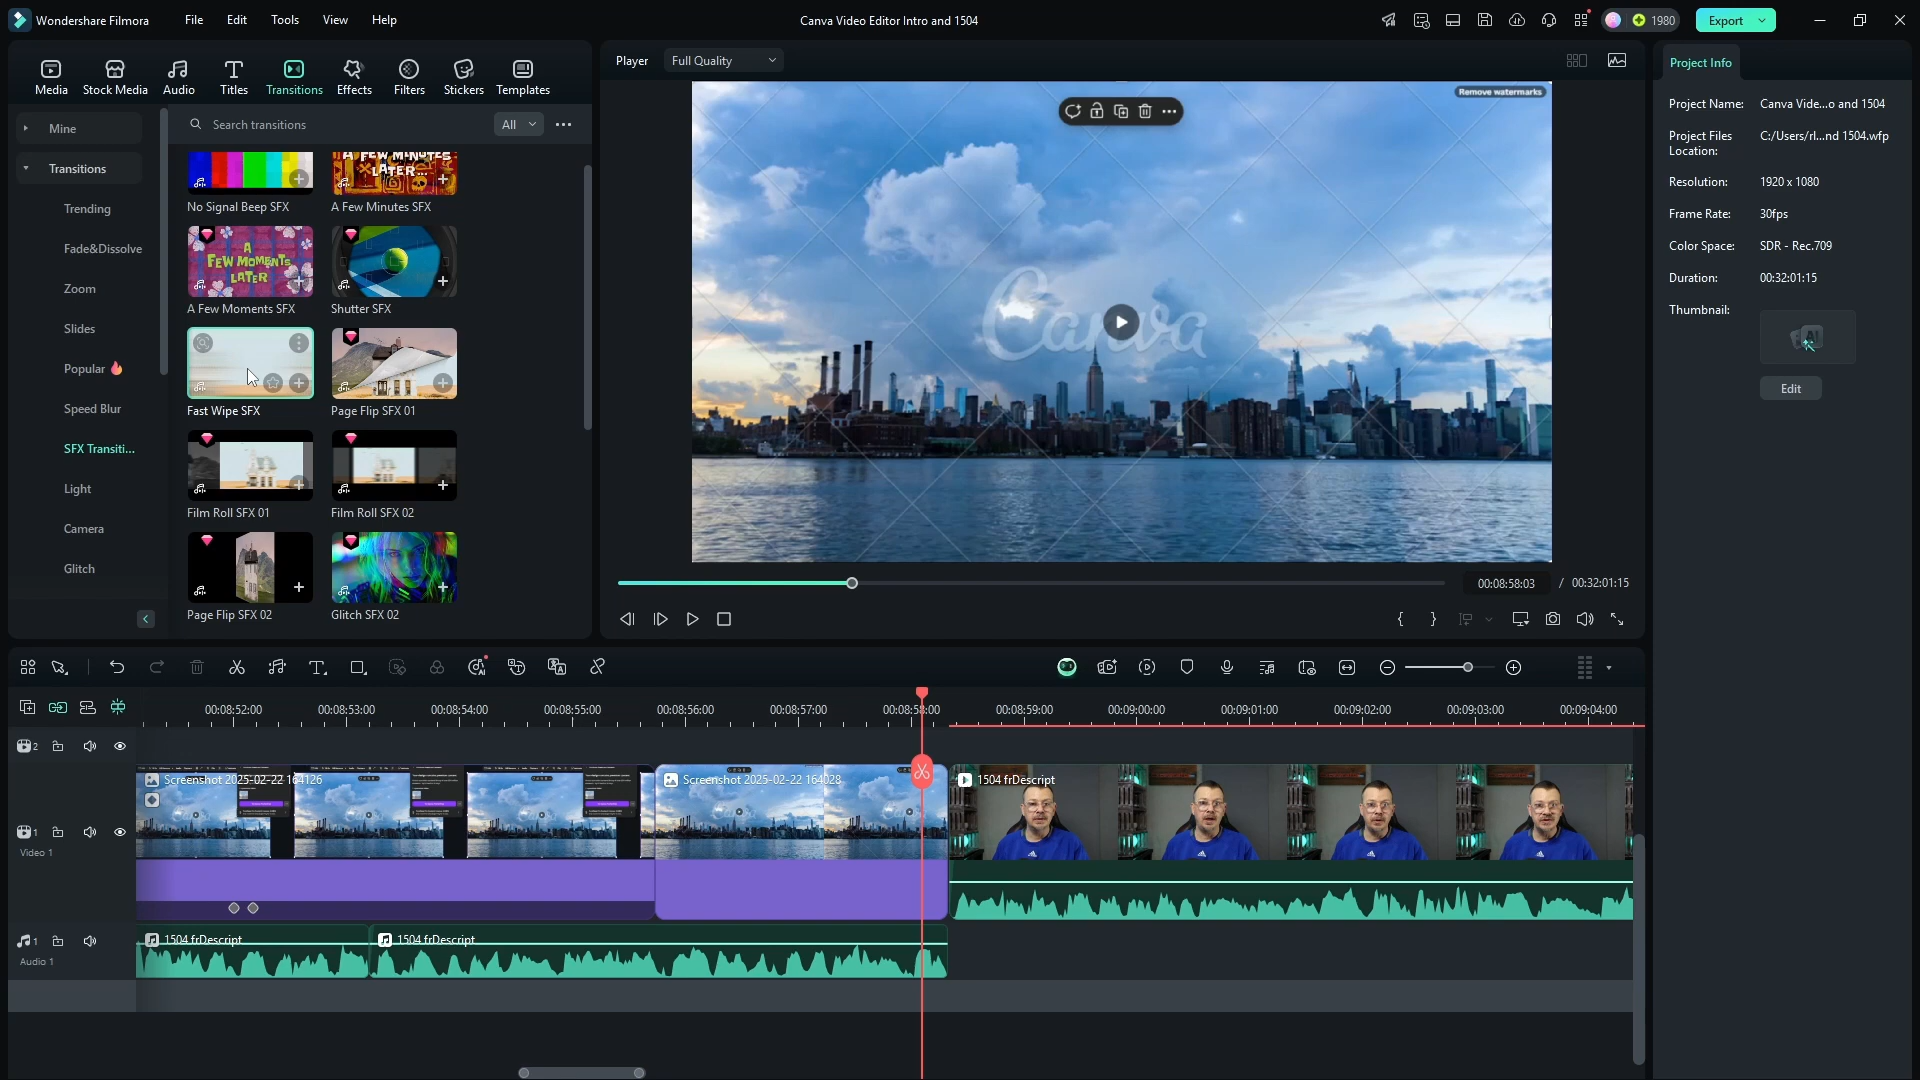 Wondershare Filmora
File
Edit
Tools
View
Help
Canva Video Editor Intro and 1504
1980
Export
Media
Stock Media
Audio
Titles
Transitions
Effects
Filters
Stickers
Templates
Player
Full Quality
Project Info
Mine
Search transitions
All
Transitions
Trending
Fade&Dissolve
Zoom
Slides
Popular
Speed Blur
SFX Transiti...
Light
Camera
Glitch
A FEW MINUTES
LATER...
No Signal Beep SFX
A Few Minutes SFX
A
FEW MOMENTS
LATER
A Few Moments SFX
Shutter SFX
Fast Wipe SFX
Page Flip SFX 01
Film Roll SFX 01
Film Roll SFX 02
Page Flip SFX 02
Glitch SFX 02
Remove watermarks
Canva
00:08:58:03 / 00:32:01:15
Project Name: Canva Vide...o and 1504
Project Files Location: C:/Users/rl...nd 1504.wfp
Resolution: 1920 x 1080
Frame Rate: 30fps
Color Space: SDR - Rec.709
Duration: 00:32:01:15
Thumbnail:
AI
Edit
00:08:52:00
00:08:53:00
00:08:54:00
00:08:55:00
00:08:56:00
00:08:57:00
00:08:58:00
00:08:59:00
00:09:00:00
00:09:01:00
00:09:02:00
00:09:03:00
00:09:04:00
2
Screenshot 2025-02-22 164126
Screenshot 2025-02-22 164028
1504 frDescript
1
Video 1
1
1504 frDescript
1504 frDescript
Audio 1